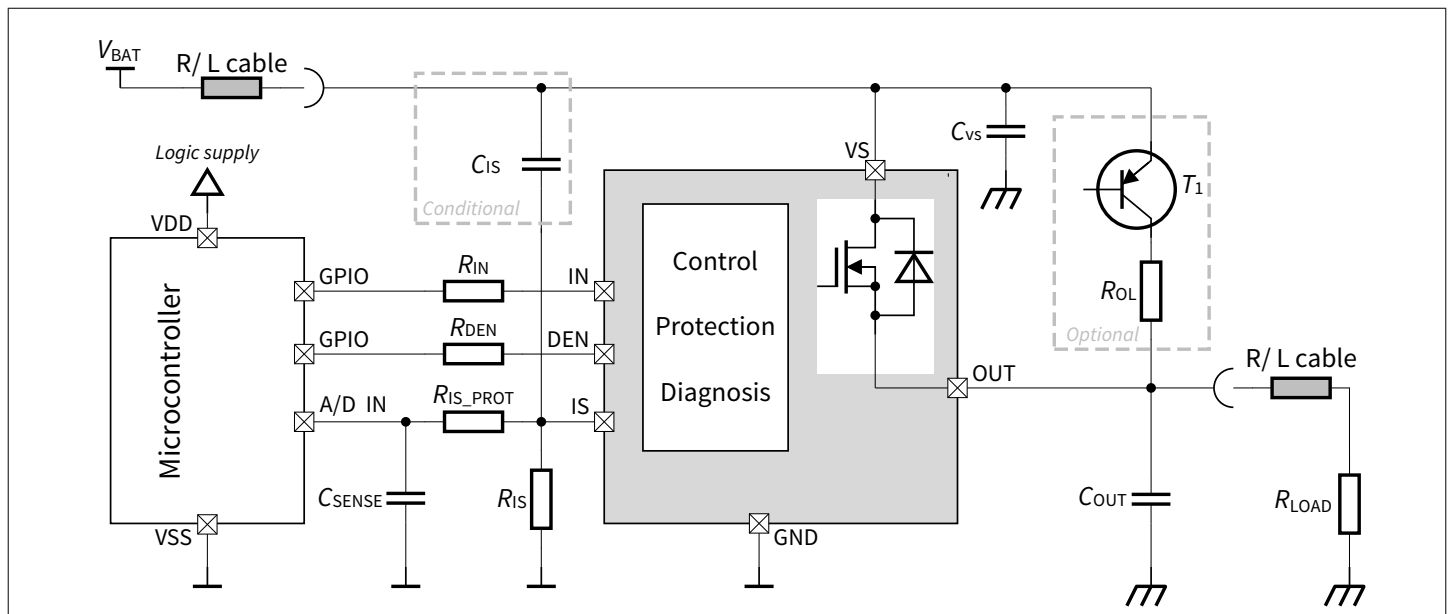 VBAT
R/ L cable
Logic supply
CIS
Conditional
VS
Cvs
T1
VDD
Microcontroller
GPIO
RIN
IN
Control
Protection
Diagnosis
ROL
Optional
GPIO
RDEN
DEN
A/D IN
RIS_PROT
IS
OUT
R/ L cable
CSENSE
RIS
COUT
RLOAD
VSS
GND